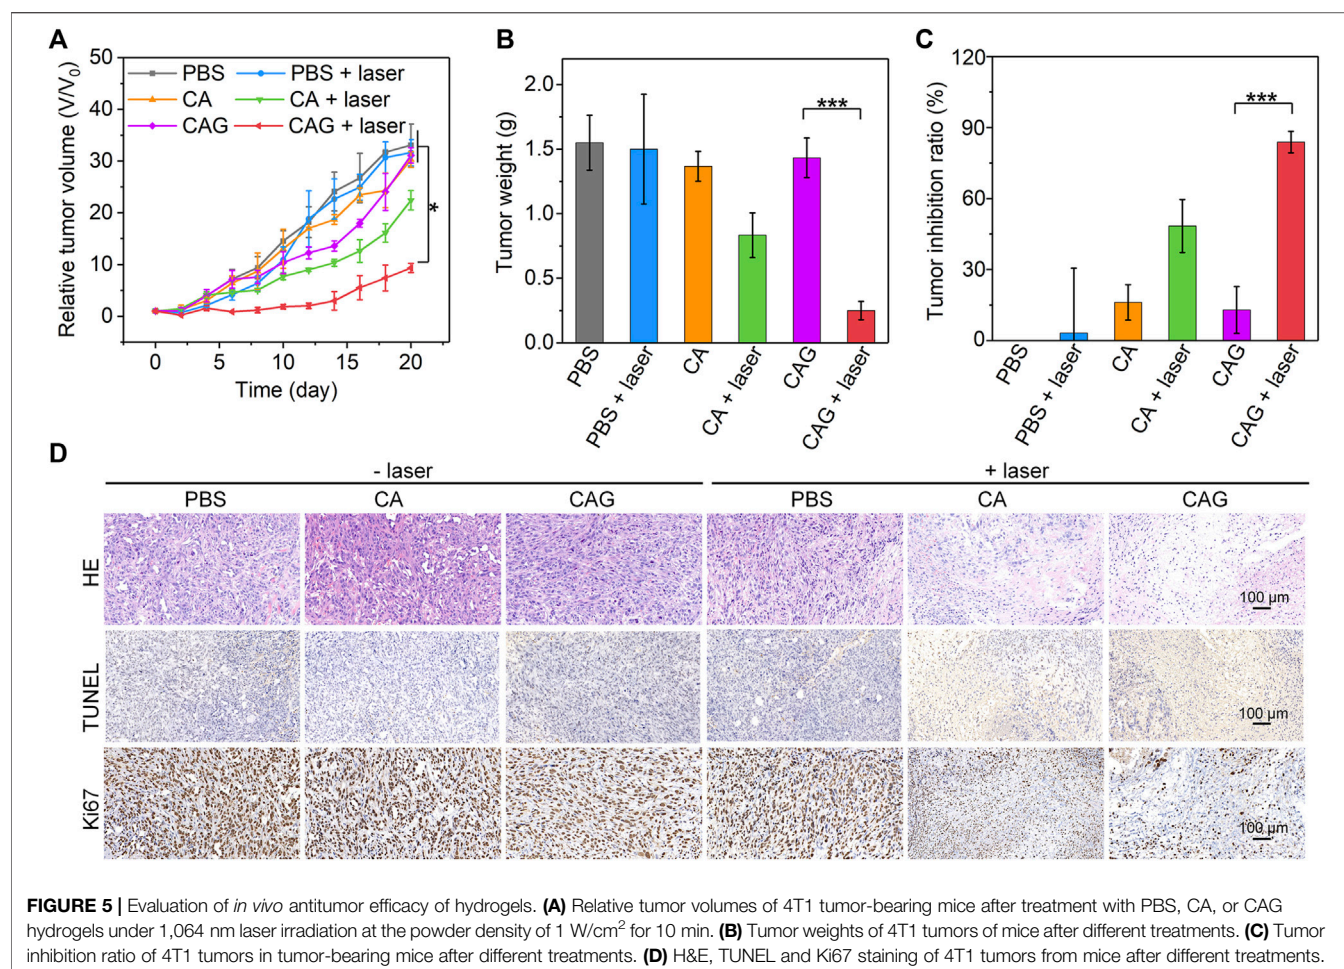 A
Relative tumor volume (V/V₀)
50
40
30
20
10
0
PBS
PBS + laser
CA
CA + laser
CAG
CAG + laser
*
0
5
10
15
20
Time (day)
B
Tumor weight (g)
2.0
1.5
1.0
0.5
0.0
***
PBS
PBS + laser
CA
CA + laser
CAG
CAG + laser
C
Tumor inhibition ratio (%)
120
90
60
30
0
***
PBS
PBS + laser
CA
CA + laser
CAG
CAG + laser
D
- laser
+ laser
PBS
CA
CAG
PBS
CA
CAG
HE
100 µm
TUNEL
100 µm
Ki67
100 µm
FIGURE 5 | Evaluation of in vivo antitumor efficacy of hydrogels. (A) Relative tumor volumes of 4T1 tumor-bearing mice after treatment with PBS, CA, or CAG
hydrogels under 1,064 nm laser irradiation at the powder density of 1 W/cm² for 10 min. (B) Tumor weights of 4T1 tumors of mice after different treatments. (C) Tumor
inhibition ratio of 4T1 tumors in tumor-bearing mice after different treatments. (D) H&E, TUNEL and Ki67 staining of 4T1 tumors from mice after different treatments.